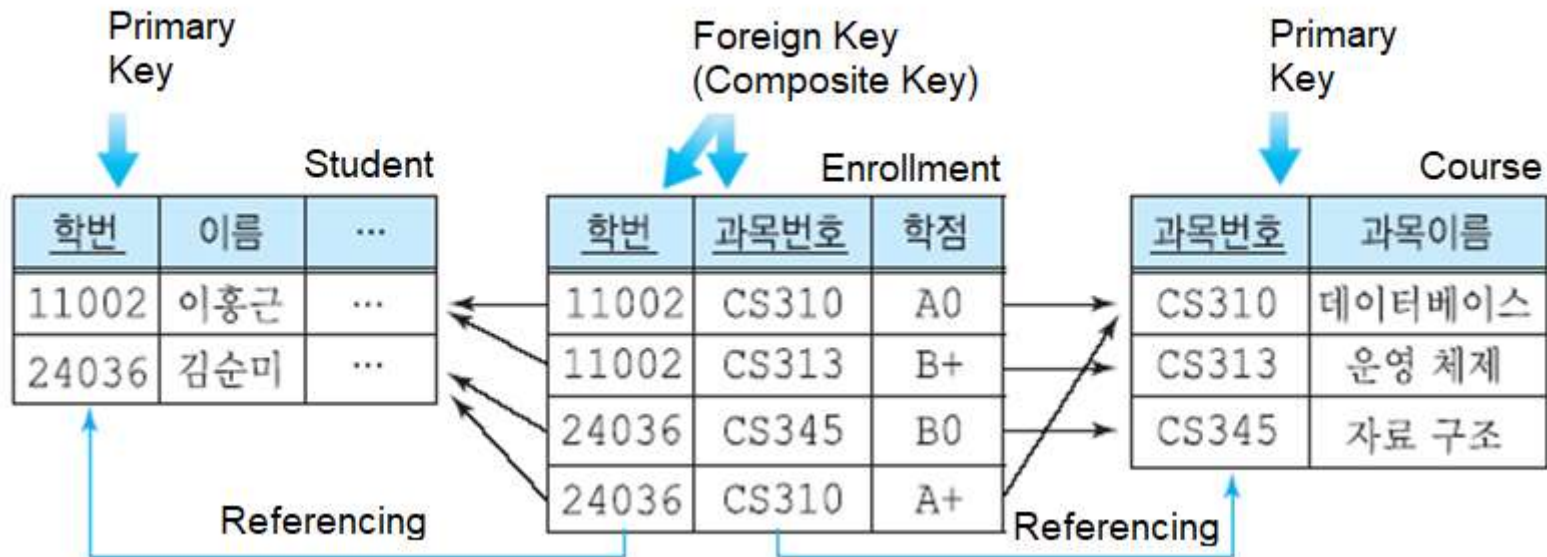 Primary
Key
Foreign Key
(Composite Key)
Primary
Key
Student
학번 이름 ...
11002 이홍근 ...
24036 김순미 ...
Enrollment
학번 과목번호 학점
11002 CS310 A0
11002 CS313 B+
24036 CS345 B0
24036 CS310 A+
Course
과목번호 과목이름
CS310 데이터베이스
CS313 운영 체제
CS345 자료 구조
Referencing
Referencing